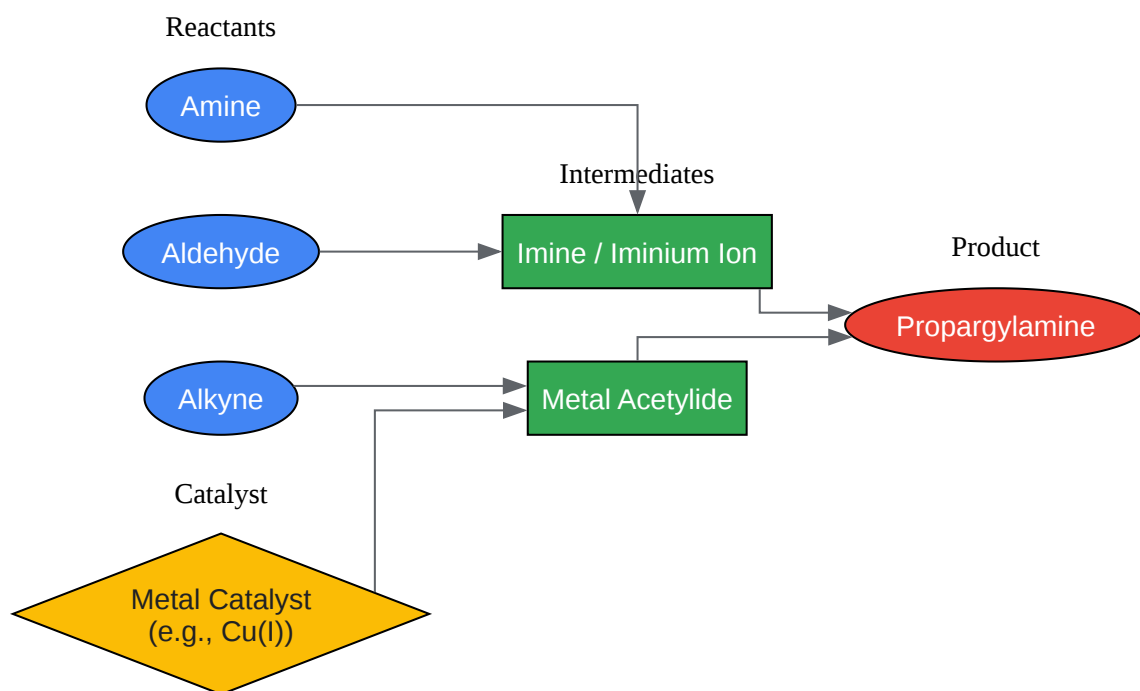 Reactants
Amine
Intermediates
Aldehyde
Imine / Iminium Ion
Product
Propargylamine
Alkyne
Metal Acetylide
Catalyst
Metal Catalyst
(e.g., Cu(I))